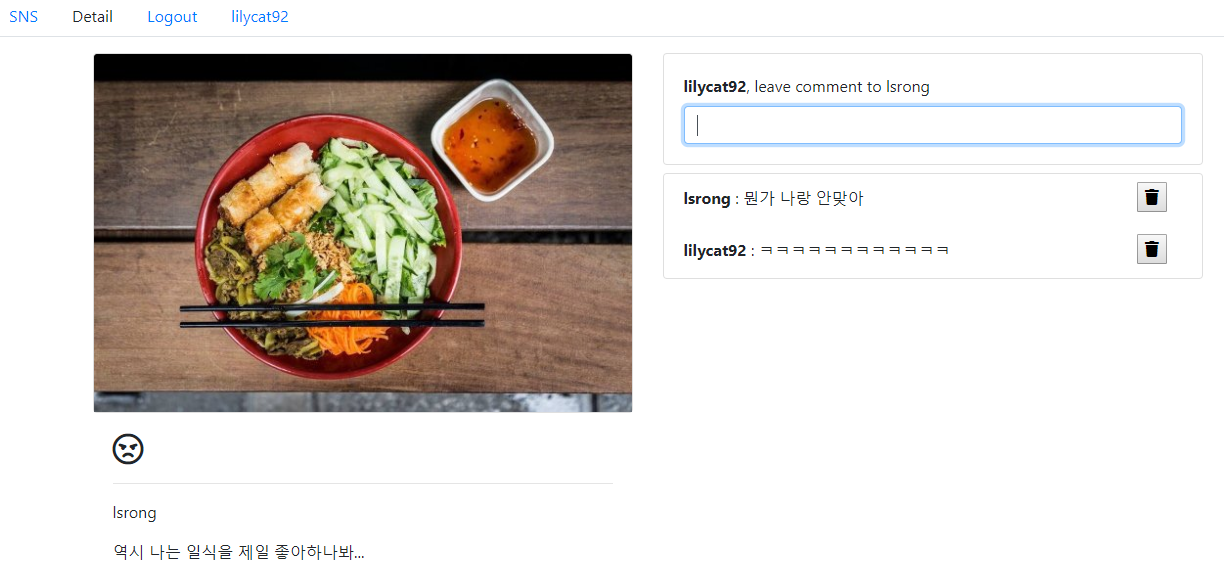 SNS Detail Logout lilycat92
lilycat92, leave comment to lsrong
lsrong : 뭔가 나랑 안맞아
lilycat92 : ㅋㅋㅋㅋㅋㅋㅋㅋㅋㅋㅋㅋ
lsrong
역시 나는 일식을 제일 좋아하나봐...